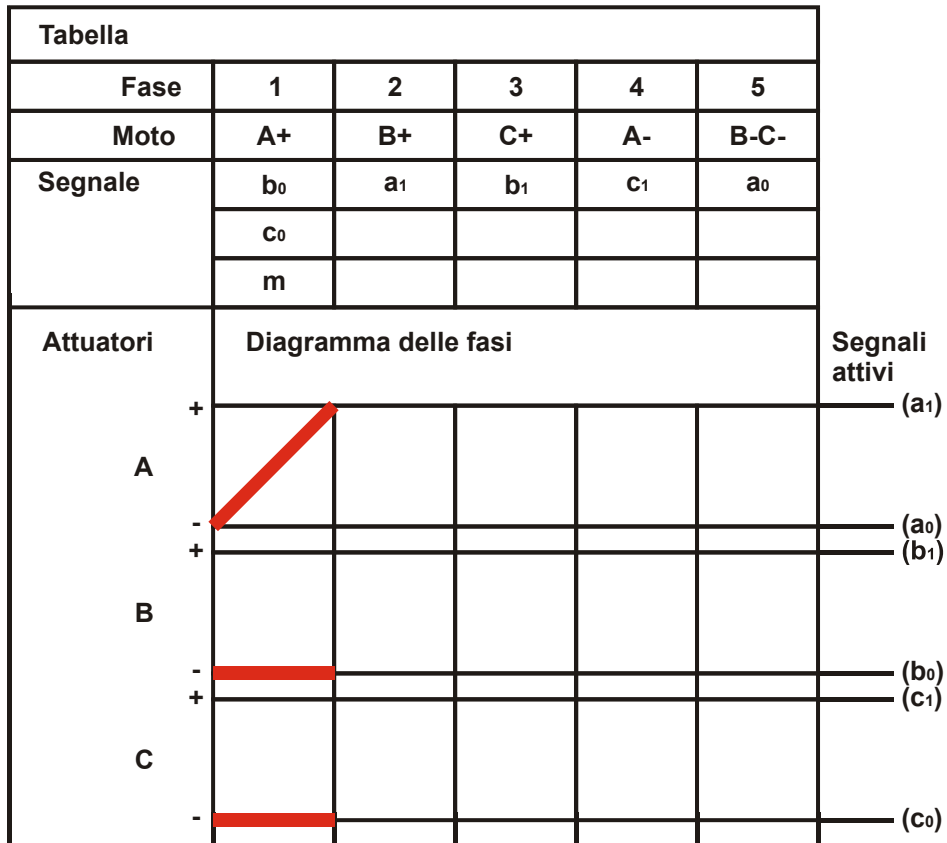 Tabella
Fase 1 2 3 4 5
Moto A+ B+ C+ A- B-C-
Segnale b₀ a₁ b₁ c₁ a₀
c₀
m
Attuatori Diagramma delle fasi Segnali
attivi
+ (a₁)
A
- (a₀)
+ (b₁)
B
- (b₀)
+ (c₁)
C
- (c₀)